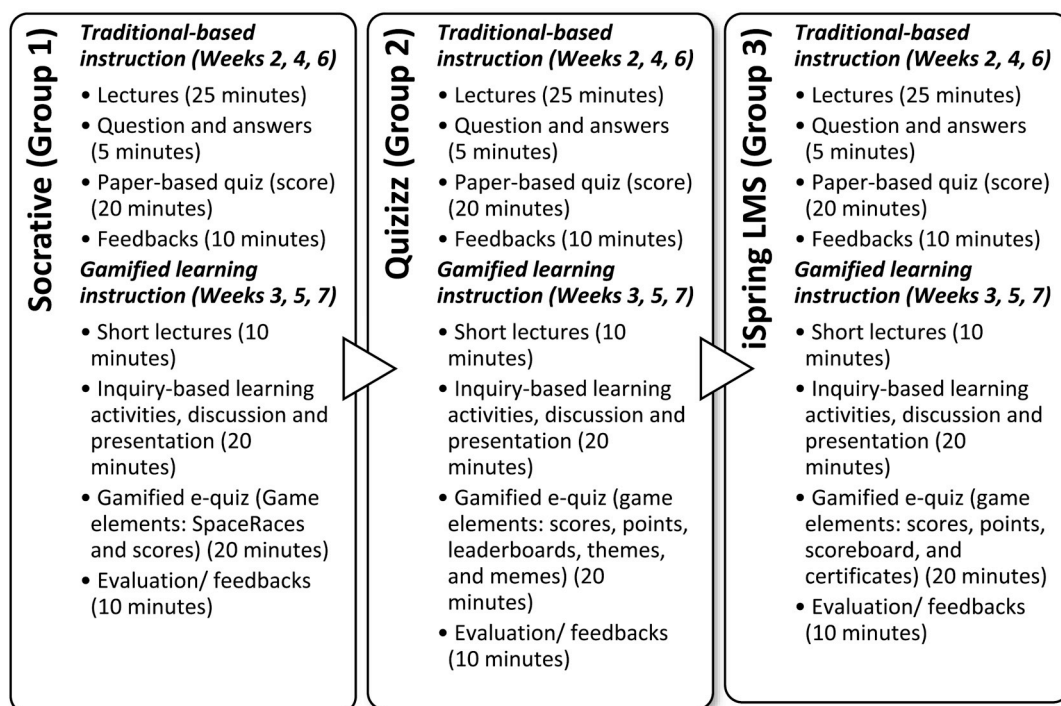 Socrative (Group 1)
Traditional-based
instruction (Weeks 2, 4, 6)
• Lectures (25 minutes)
• Question and answers
(5 minutes)
• Paper-based quiz (score)
(20 minutes)
• Feedbacks (10 minutes)
Gamified learning
instruction (Weeks 3, 5, 7)
• Short lectures (10
minutes)
• Inquiry-based learning
activities, discussion and
presentation (20
minutes)
• Gamified e-quiz (Game
elements: SpaceRaces
and scores) (20 minutes)
• Evaluation/ feedbacks
(10 minutes)
Quizizz (Group 2)
Traditional-based
instruction (Weeks 2, 4, 6)
• Lectures (25 minutes)
• Question and answers
(5 minutes)
• Paper-based quiz (score)
(20 minutes)
• Feedbacks (10 minutes)
Gamified learning
instruction (Weeks 3, 5, 7)
• Short lectures (10
minutes)
• Inquiry-based learning
activities, discussion and
presentation (20
minutes)
• Gamified e-quiz (game
elements: scores, points,
leaderboards, themes,
and memes) (20
minutes)
• Evaluation/ feedbacks
(10 minutes)
iSpring LMS (Group 3)
Traditional-based
instruction (Weeks 2, 4, 6)
• Lectures (25 minutes)
• Question and answers
(5 minutes)
• Paper-based quiz (score)
(20 minutes)
• Feedbacks (10 minutes)
Gamified learning
instruction (Weeks 3, 5, 7)
• Short lectures (10
minutes)
• Inquiry-based learning
activities, discussion and
presentation (20
minutes)
• Gamified e-quiz (game
elements: scores, points,
scoreboard, and
certificates) (20 minutes)
• Evaluation/ feedbacks
(10 minutes)